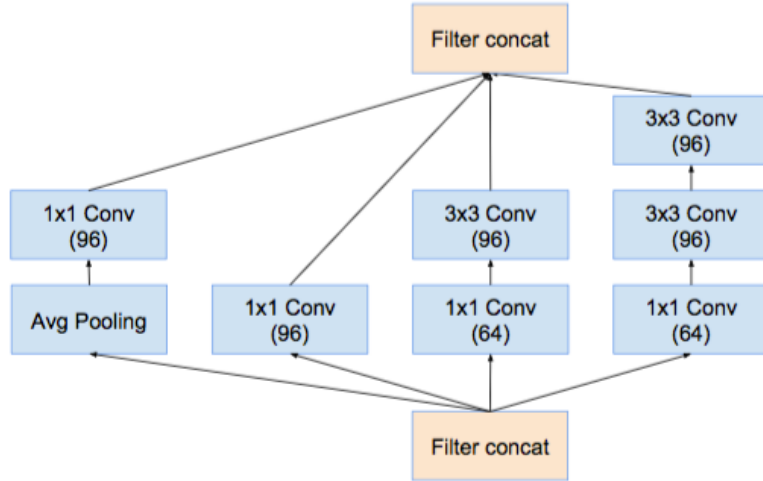 Filter concat
3x3 Conv
(96)
1x1 Conv
(96)
3x3 Conv
(96)
3x3 Conv
(96)
Avg Pooling
1x1 Conv
(96)
1x1 Conv
(64)
1x1 Conv
(64)
Filter concat